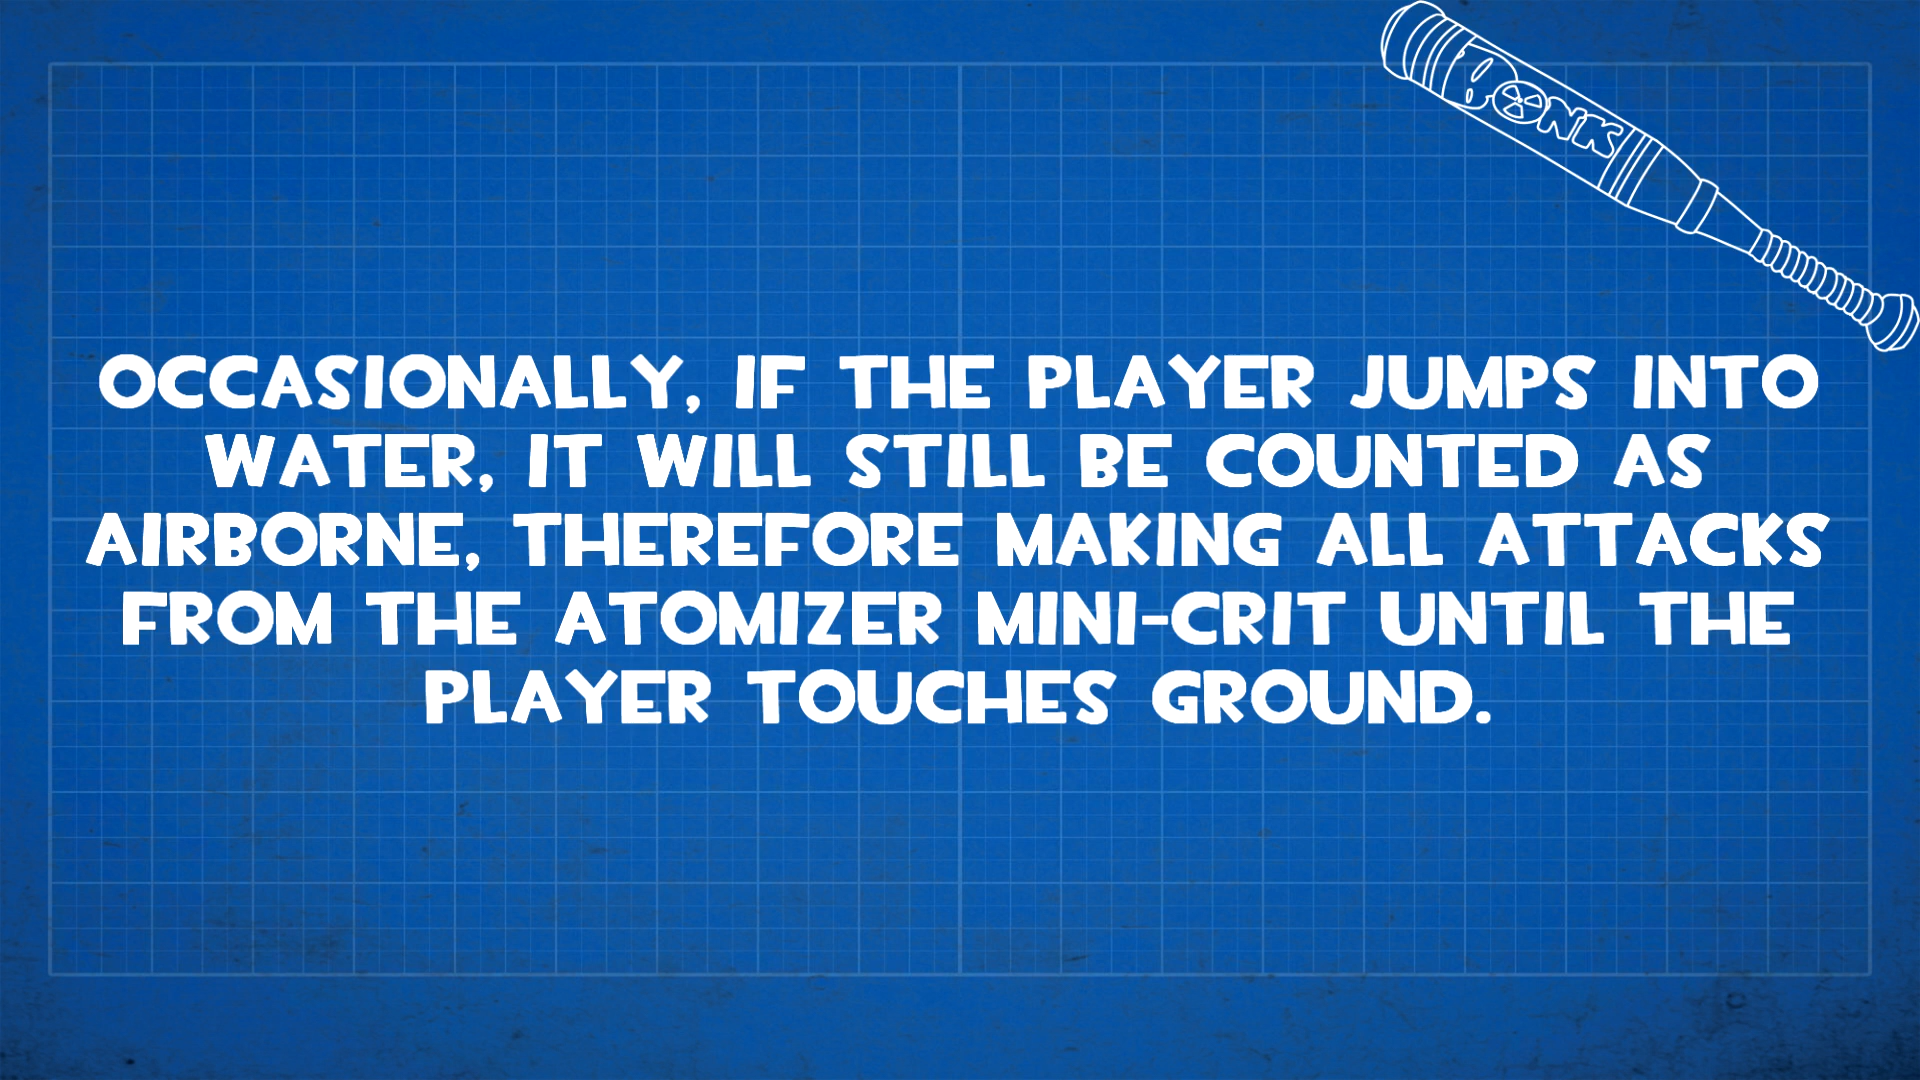 BONK
OCCASIONALLY, IF THE PLAYER JUMPS INTO
WATER, IT WILL STILL BE COUNTED AS
AIRBORNE, THEREFORE MAKING ALL ATTACKS
FROM THE ATOMIZER MINI-CRIT UNTIL THE
PLAYER TOUCHES GROUND.